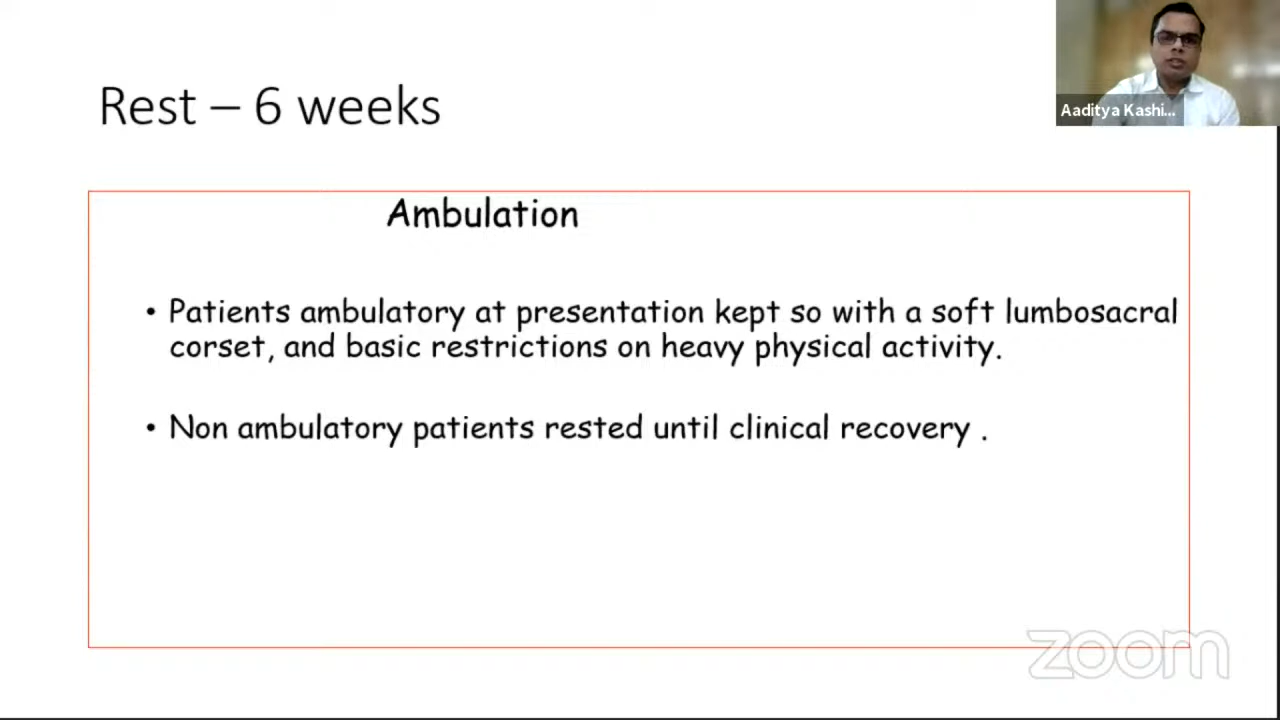 Rest – 6 weeks
Aaditya Kashi...
Ambulation
• Patients ambulatory at presentation kept so with a soft lumbosacral
corset, and basic restrictions on heavy physical activity.
• Non ambulatory patients rested until clinical recovery .
zoom